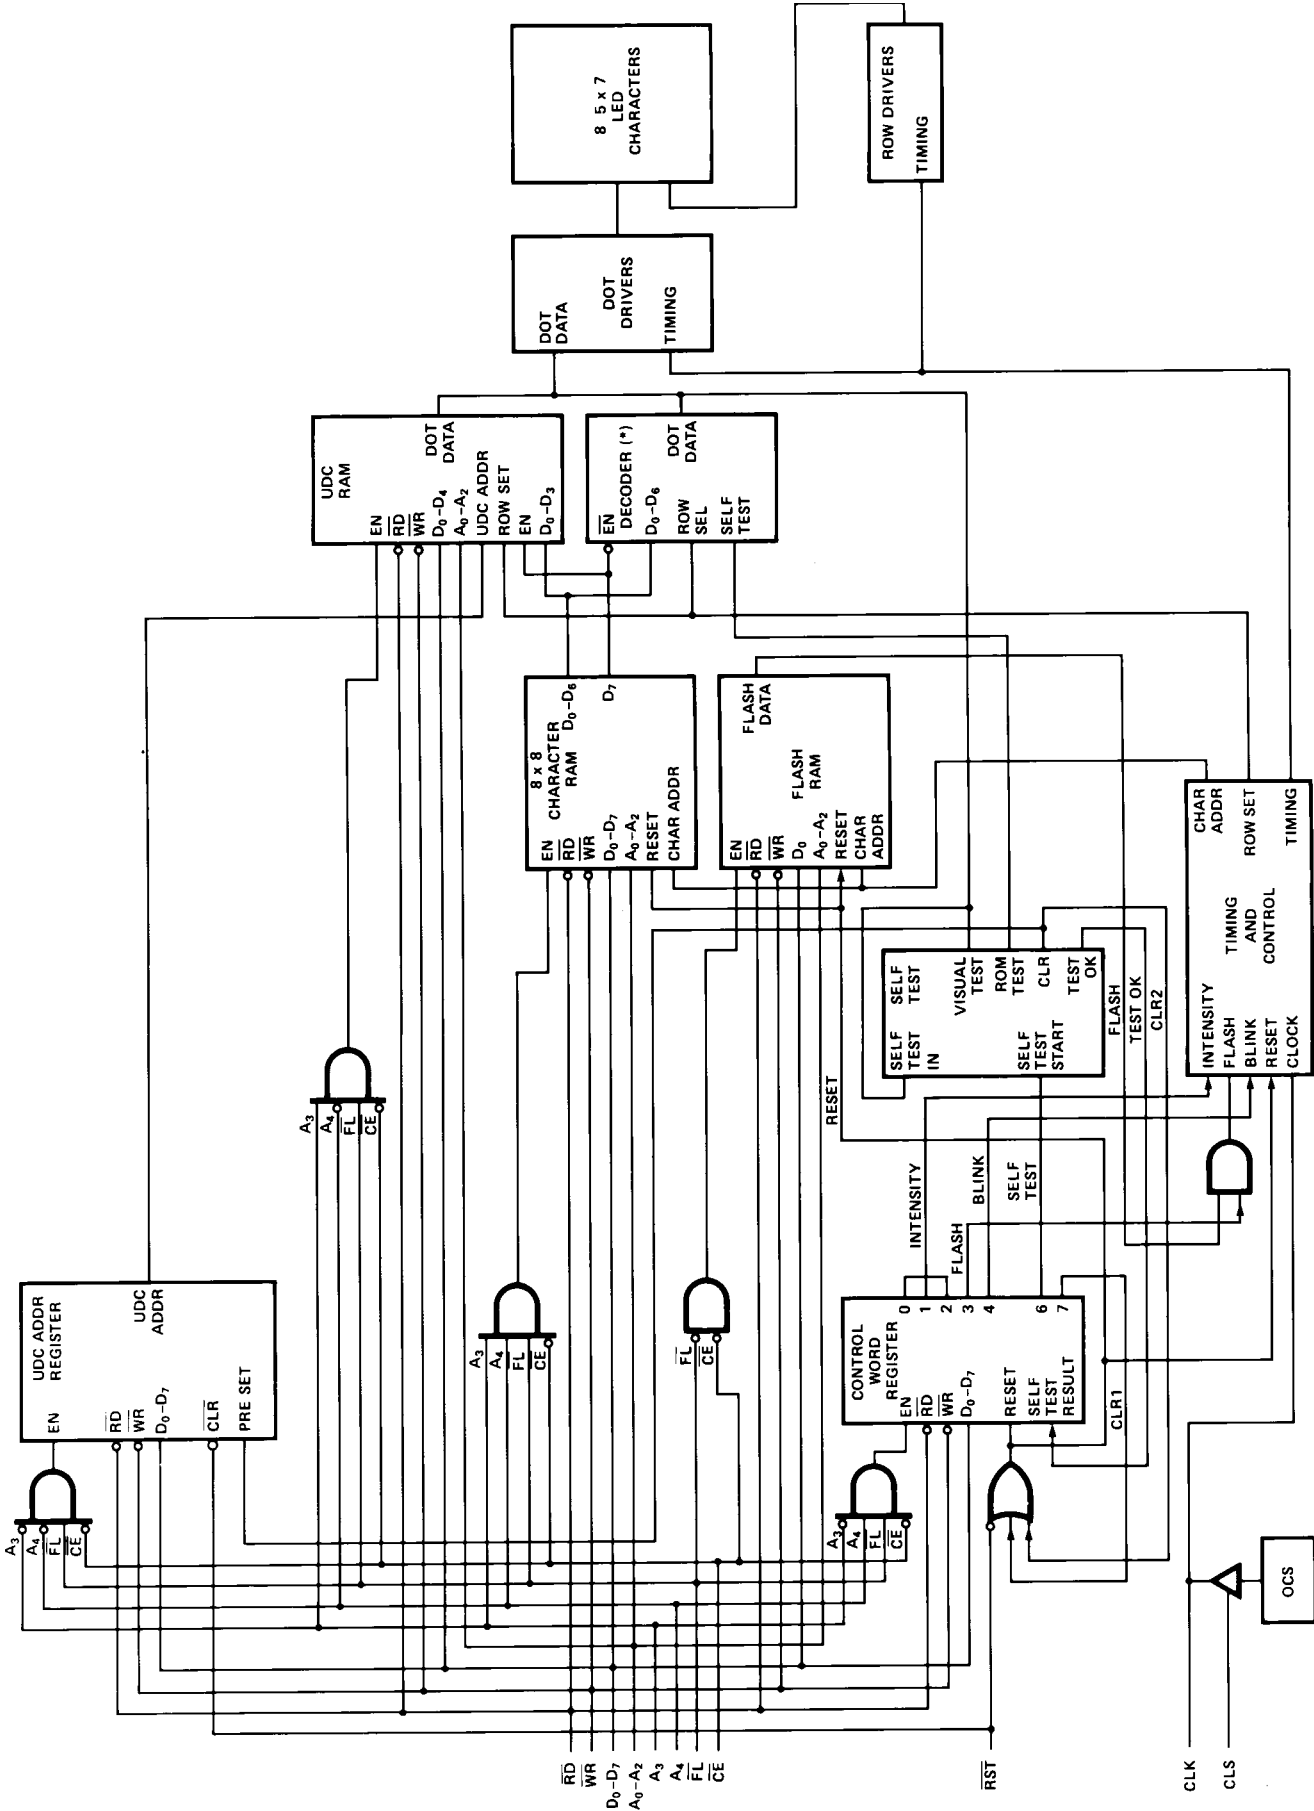 UDC ADDR
REGISTER
EN
RD
WR
D0–D7
CLR
PRE SET
UDC
ADDR
A3
A4
FL
CE
A3
A4
FL
CE
UDC
RAM
EN
RD
WR
D0–D4
A0–A2
UDC ADDR
ROW SET
EN
D0–D3
DOT
DATA
A3
A4
FL
CE
8 x 8
CHARACTER
RAM
EN
RD
WR
D0–D7
A0–A2
RESET
CHAR ADDR
D0–D6
D7
EN
DECODER (*)
D0–D6
ROW
SEL
SELF
TEST
DOT
DATA
DOT
DATA
DOT
DRIVERS
TIMING
8 5 x 7
LED
CHARACTERS
ROW DRIVERS
TIMING
FL
CE
FLASH
RAM
EN
RD
WR
D0
A0–A2
RESET
CHAR
ADDR
FLASH
DATA
RESET
SELF
TEST
IN
SELF
TEST
SELF
TEST
START
VISUAL
TEST
ROM
TEST
CLR
TEST
OK
FLASH
TEST OK
CLR2
A3
A4
FL
CE
CONTROL
WORD
REGISTER
EN
RD
WR
D0–D7
RESET
SELF
TEST
RESULT
0
1
2
3
4
6
7
INTENSITY
FLASH
BLINK
SELF
TEST
CLR1
INTENSITY
FLASH
BLINK
RESET
CLOCK
TIMING
AND
CONTROL
CHAR
ADDR
ROW SET
TIMING
RD
WR
D0–D7
A0–A2
A3
A4
FL
CE
RST
CLK
CLS
OCS